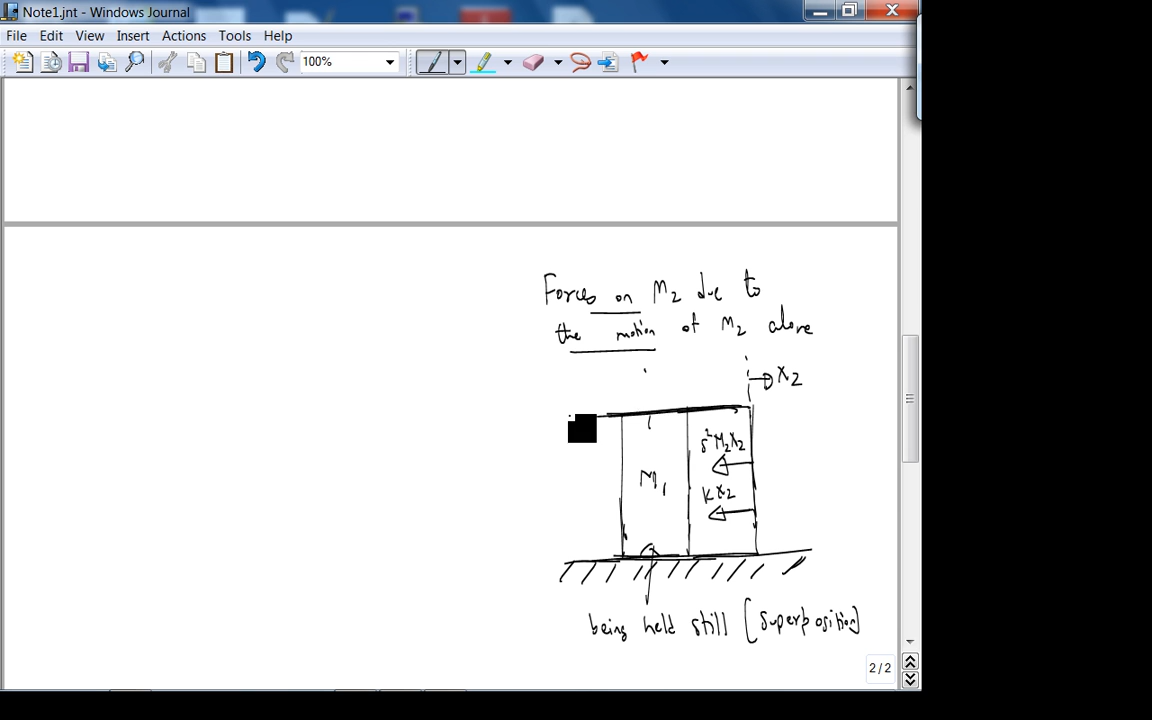 Note1.jnt - Windows Journal
File Edit View Insert Actions Tools Help
100%
Forces on M2 due to
the motion of M2 alone
x2
s²M2x2
M1
Kx2
being held still [superposition]
2 / 2